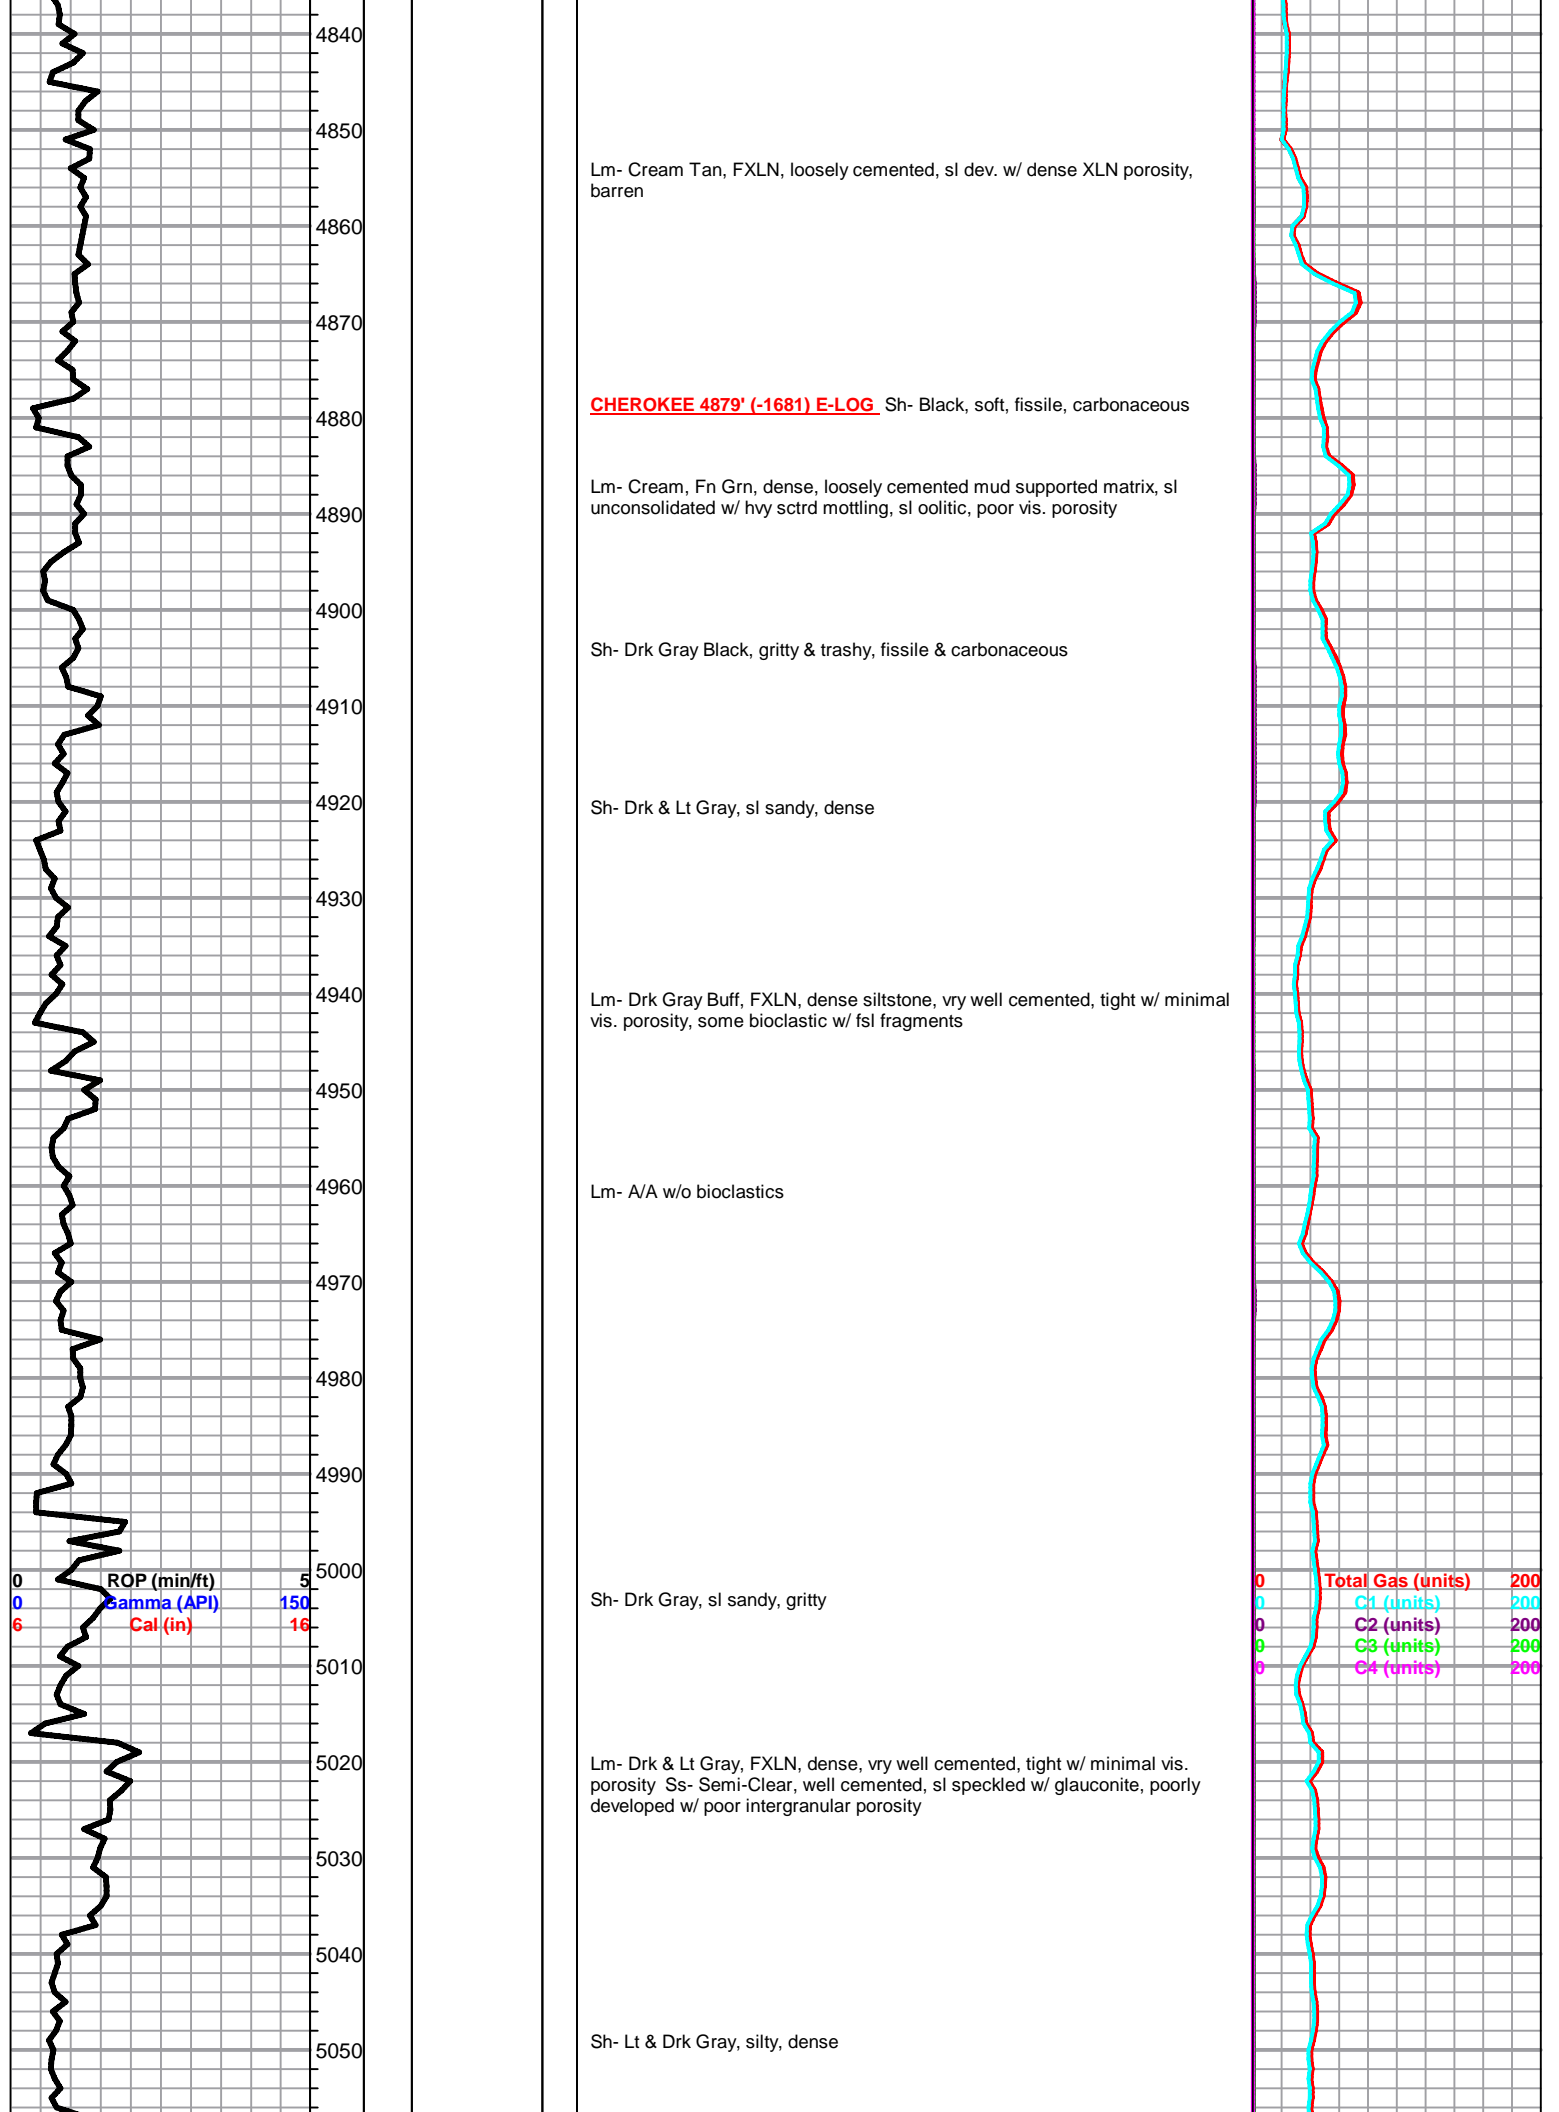 4840
4850
Lm- Cream Tan, FXLN, loosely cemented, sl dev. w/ dense XLN porosity,
barren
4860
4870
CHEROKEE 4879' (-1681) E-LOG Sh- Black, soft, fissile, carbonaceous
4880
Lm- Cream, Fn Grn, dense, loosely cemented mud supported matrix, sl
unconsolidated w/ hvy sctrd mottling, sl oolitic, poor vis. porosity
4890
4900
Sh- Drk Gray Black, gritty & trashy, fissile & carbonaceous
4910
4920
Sh- Drk & Lt Gray, sl sandy, dense
4930
4940
Lm- Drk Gray Buff, FXLN, dense siltstone, vry well cemented, tight w/ minimal
vis. porosity, some bioclastic w/ fsl fragments
4950
4960
Lm- A/A w/o bioclastics
4970
4980
4990
5000
0 ROP (min/ft) 5
0 Gamma (API) 150
6 Cal (in) 16
Sh- Drk Gray, sl sandy, gritty
0 Total Gas (units) 200
0 C1 (units) 200
0 C2 (units) 200
0 C3 (units) 200
0 C4 (units) 200
5010
5020
Lm- Drk & Lt Gray, FXLN, dense, vry well cemented, tight w/ minimal vis.
porosity Ss- Semi-Clear, well cemented, sl speckled w/ glauconite, poorly
developed w/ poor intergranular porosity
5030
5040
Sh- Lt & Drk Gray, silty, dense
5050